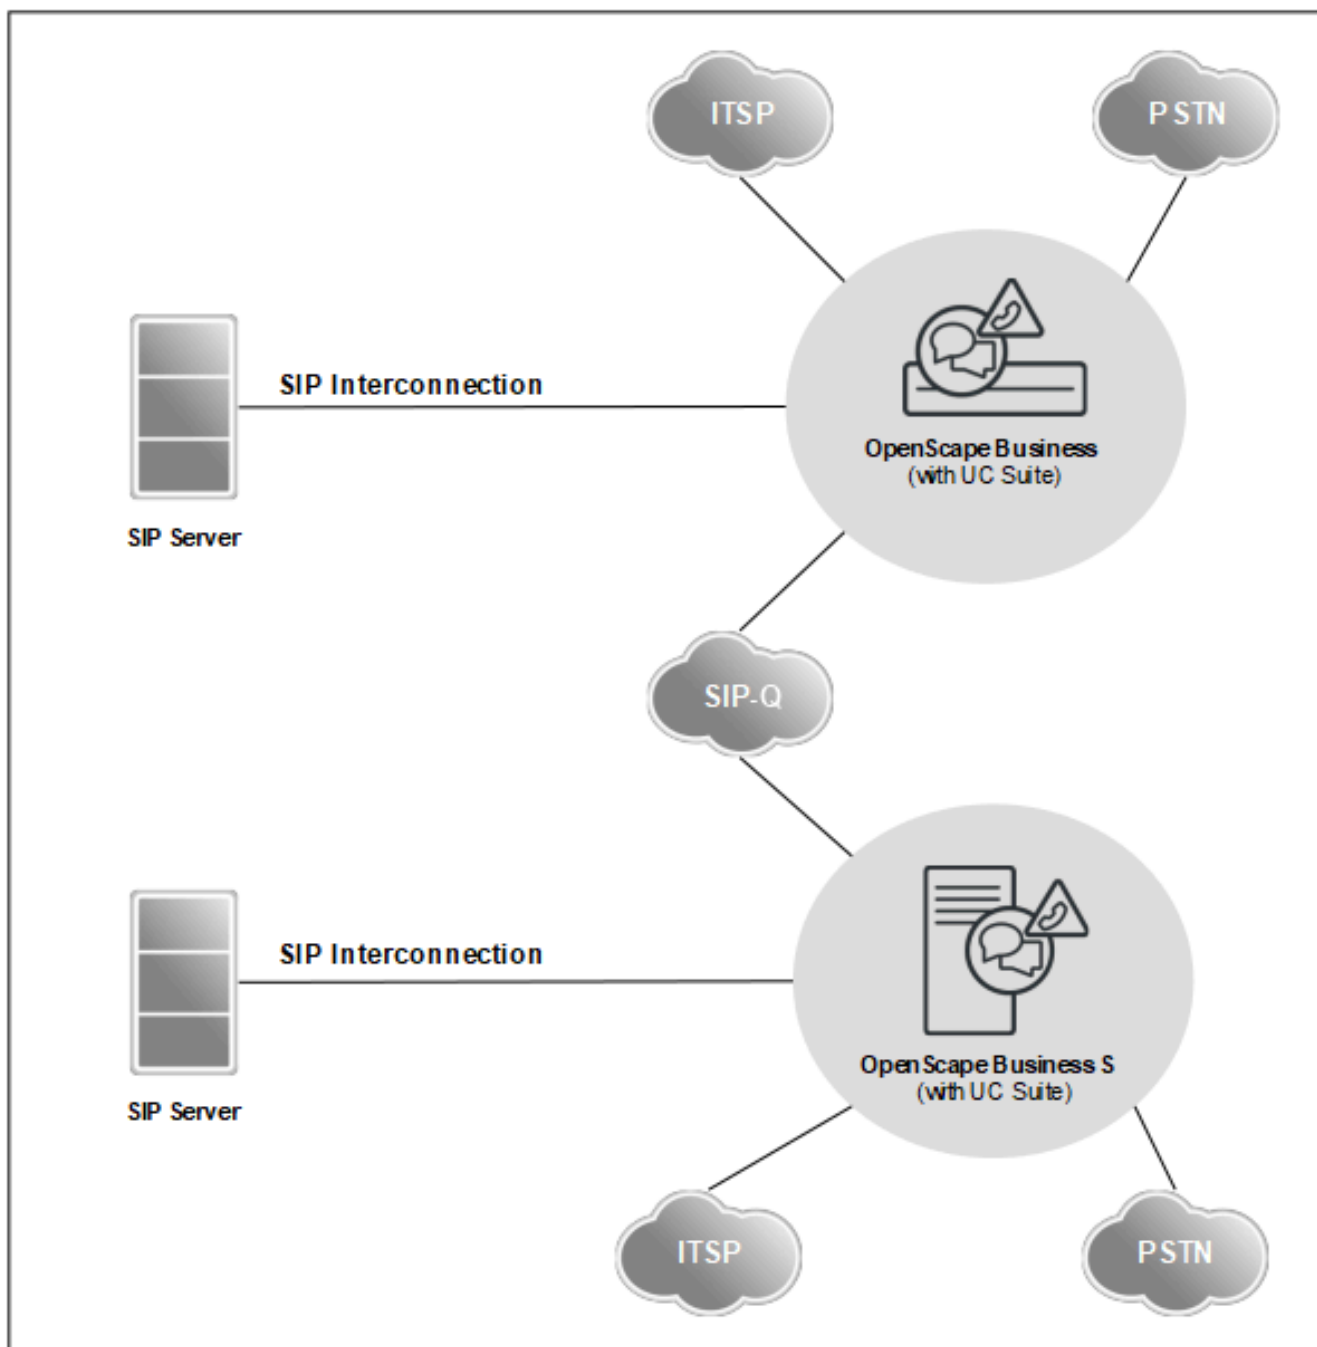 ITSP
PSTN
SIP Interconnection
OpenScape Business
(with UC Suite)
SIP Server
SIP-Q
SIP Interconnection
OpenScape Business S
(with UC Suite)
SIP Server
ITSP
PSTN